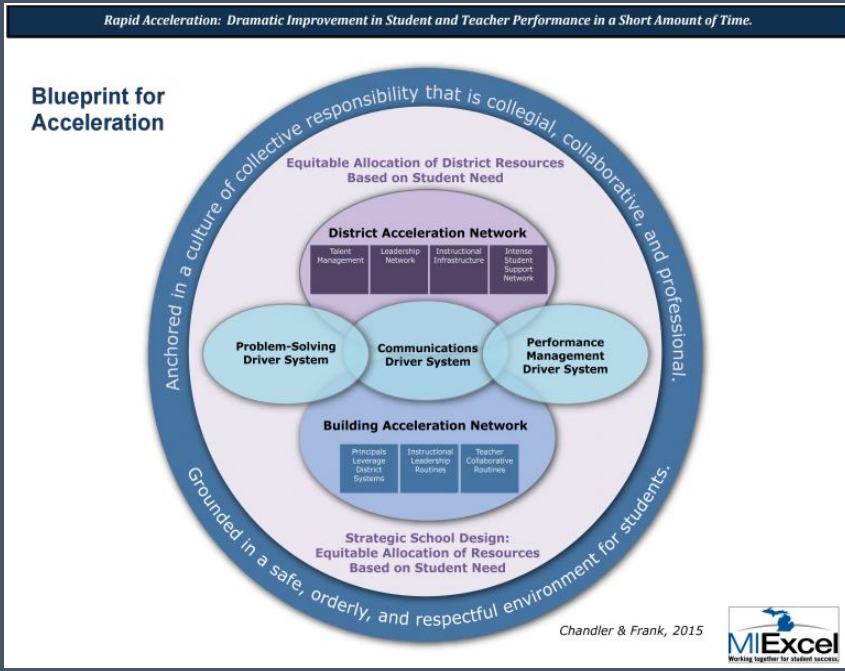 Rapid Acceleration: Dramatic Improvement in Student and Teacher Performance in a Short Amount of Time.
Blueprint for
Acceleration
Anchored in a culture of collective responsibility that is collegial, collaborative, and professional.
Equitable Allocation of District Resources
Based on Student Need
District Acceleration Network
Talent
Management
Leadership
Network
Instructional
Infrastructure
Intense
Student
Support
Network
Problem-Solving
Driver System
Communications
Driver System
Performance
Management
Driver System
Building Acceleration Network
Principals
Leverage
District
Systems
Instructional
Leadership
Routines
Teacher
Collaborative
Routines
Strategic School Design:
Equitable Allocation of Resources
Based on Student Need
Grounded in a safe, orderly, and respectful environment for students.
Chandler & Frank, 2015
MIExcel
Working together for student success.